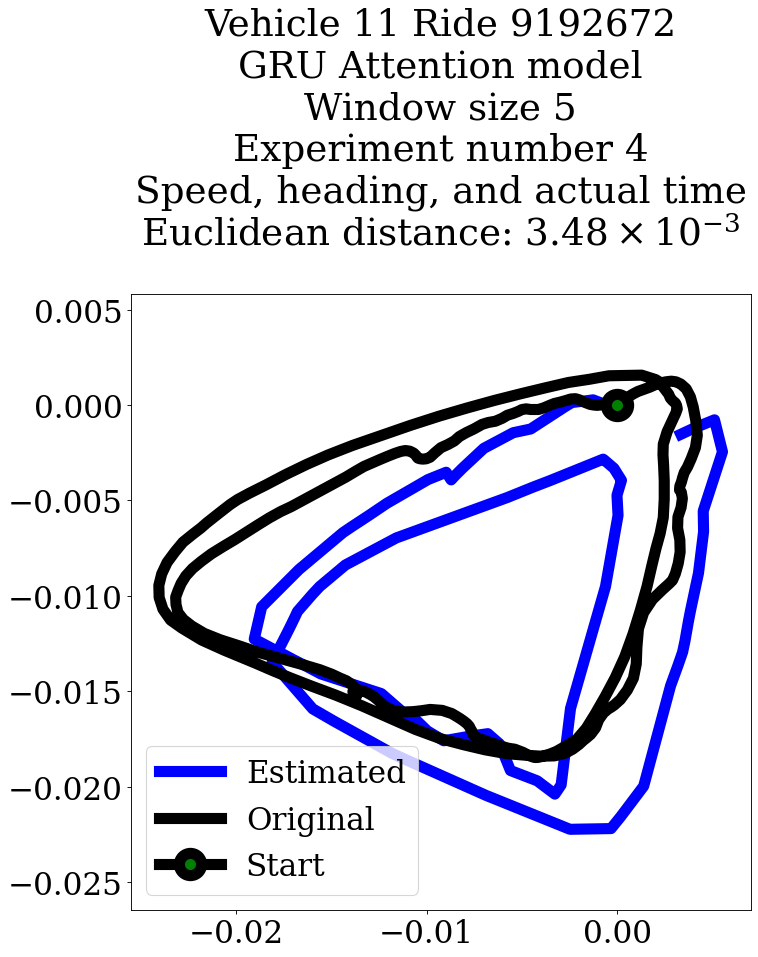 Vehicle 11 Ride 9192672
GRU Attention model
Window size 5
Experiment number 4
Speed, heading, and actual time
Euclidean distance: 3.48 × 10⁻³
0.005
0.000
−0.005
−0.010
−0.015
−0.020
−0.025
Estimated
Original
Start
−0.02
−0.01
0.00